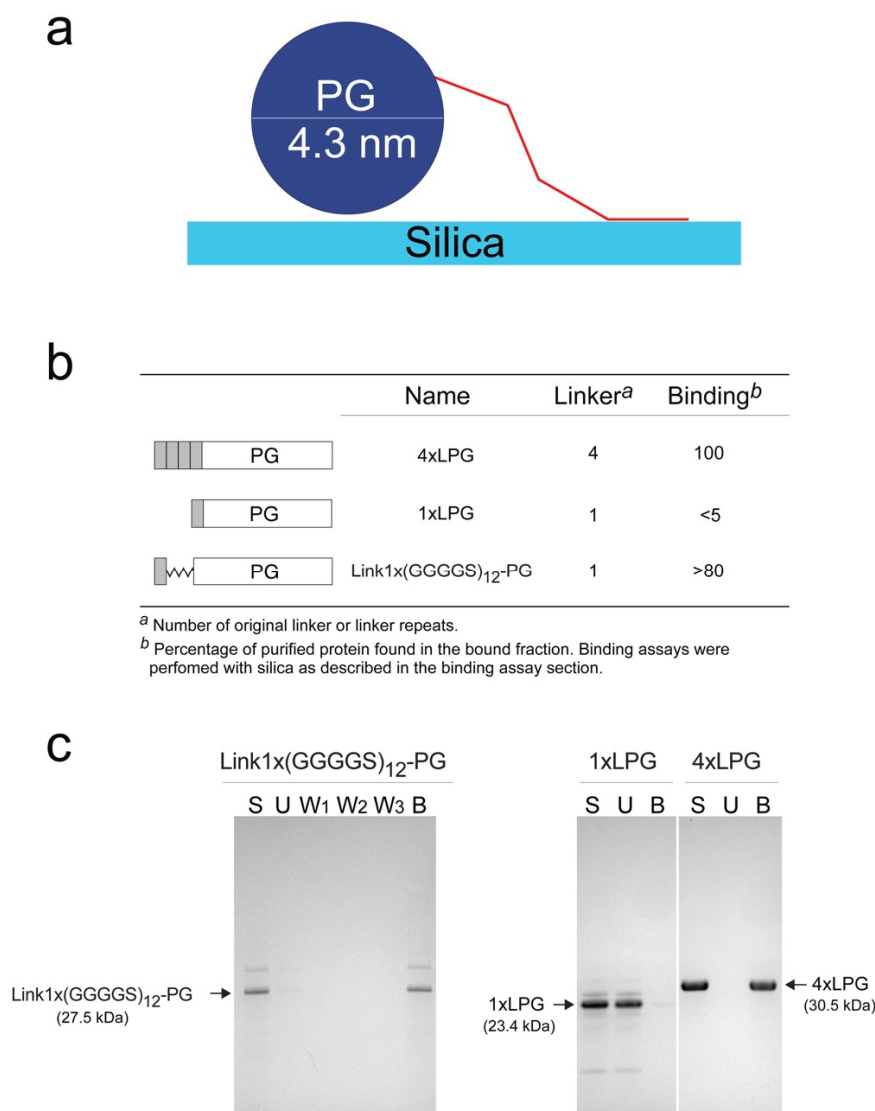 a
PG
4.3 nm
Silica
b
Name Linkera Bindingb
PG 4xLPG 4 100
PG 1xLPG 1 <5
PG Link1x(GGGGS)12-PG 1 >80
a Number of original linker or linker repeats.
b Percentage of purified protein found in the bound fraction. Binding assays were
perfomed with silica as described in the binding assay section.
c
Link1x(GGGGS)12-PG 1xLPG 4xLPG
S U W1 W2 W3 B S U B S U B
Link1x(GGGGS)12-PG
(27.5 kDa)
1xLPG
(23.4 kDa)
4xLPG
(30.5 kDa)